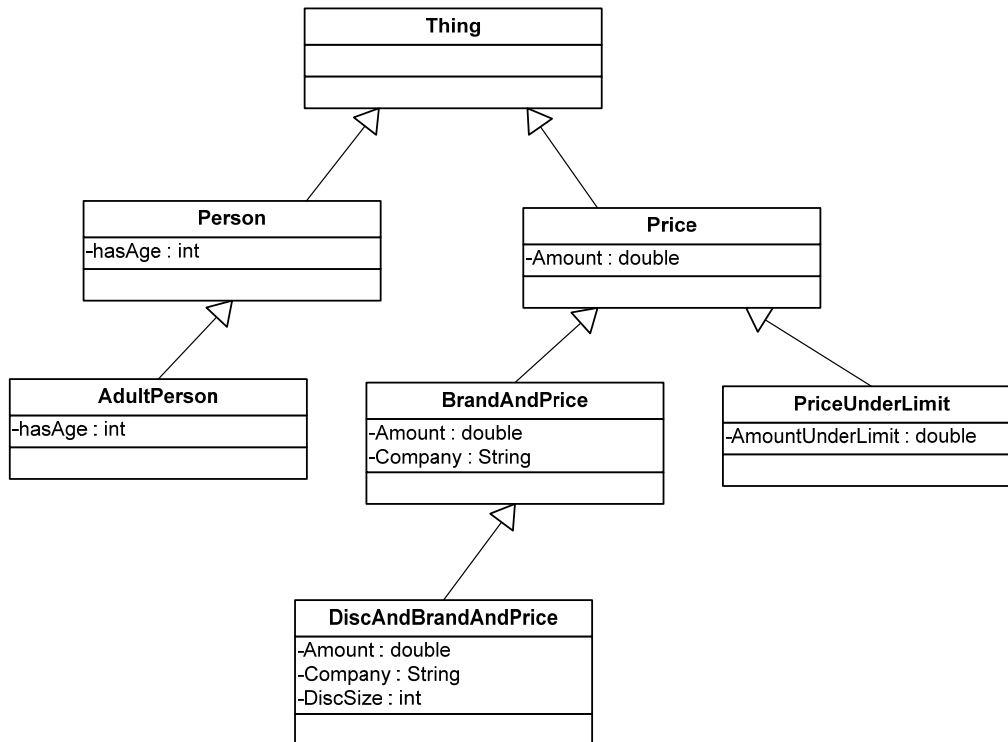 Thing
Person
-hasAge : int
Price
-Amount : double
AdultPerson
-hasAge : int
BrandAndPrice
-Amount : double
-Company : String
PriceUnderLimit
-AmountUnderLimit : double
DiscAndBrandAndPrice
-Amount : double
-Company : String
-DiscSize : int